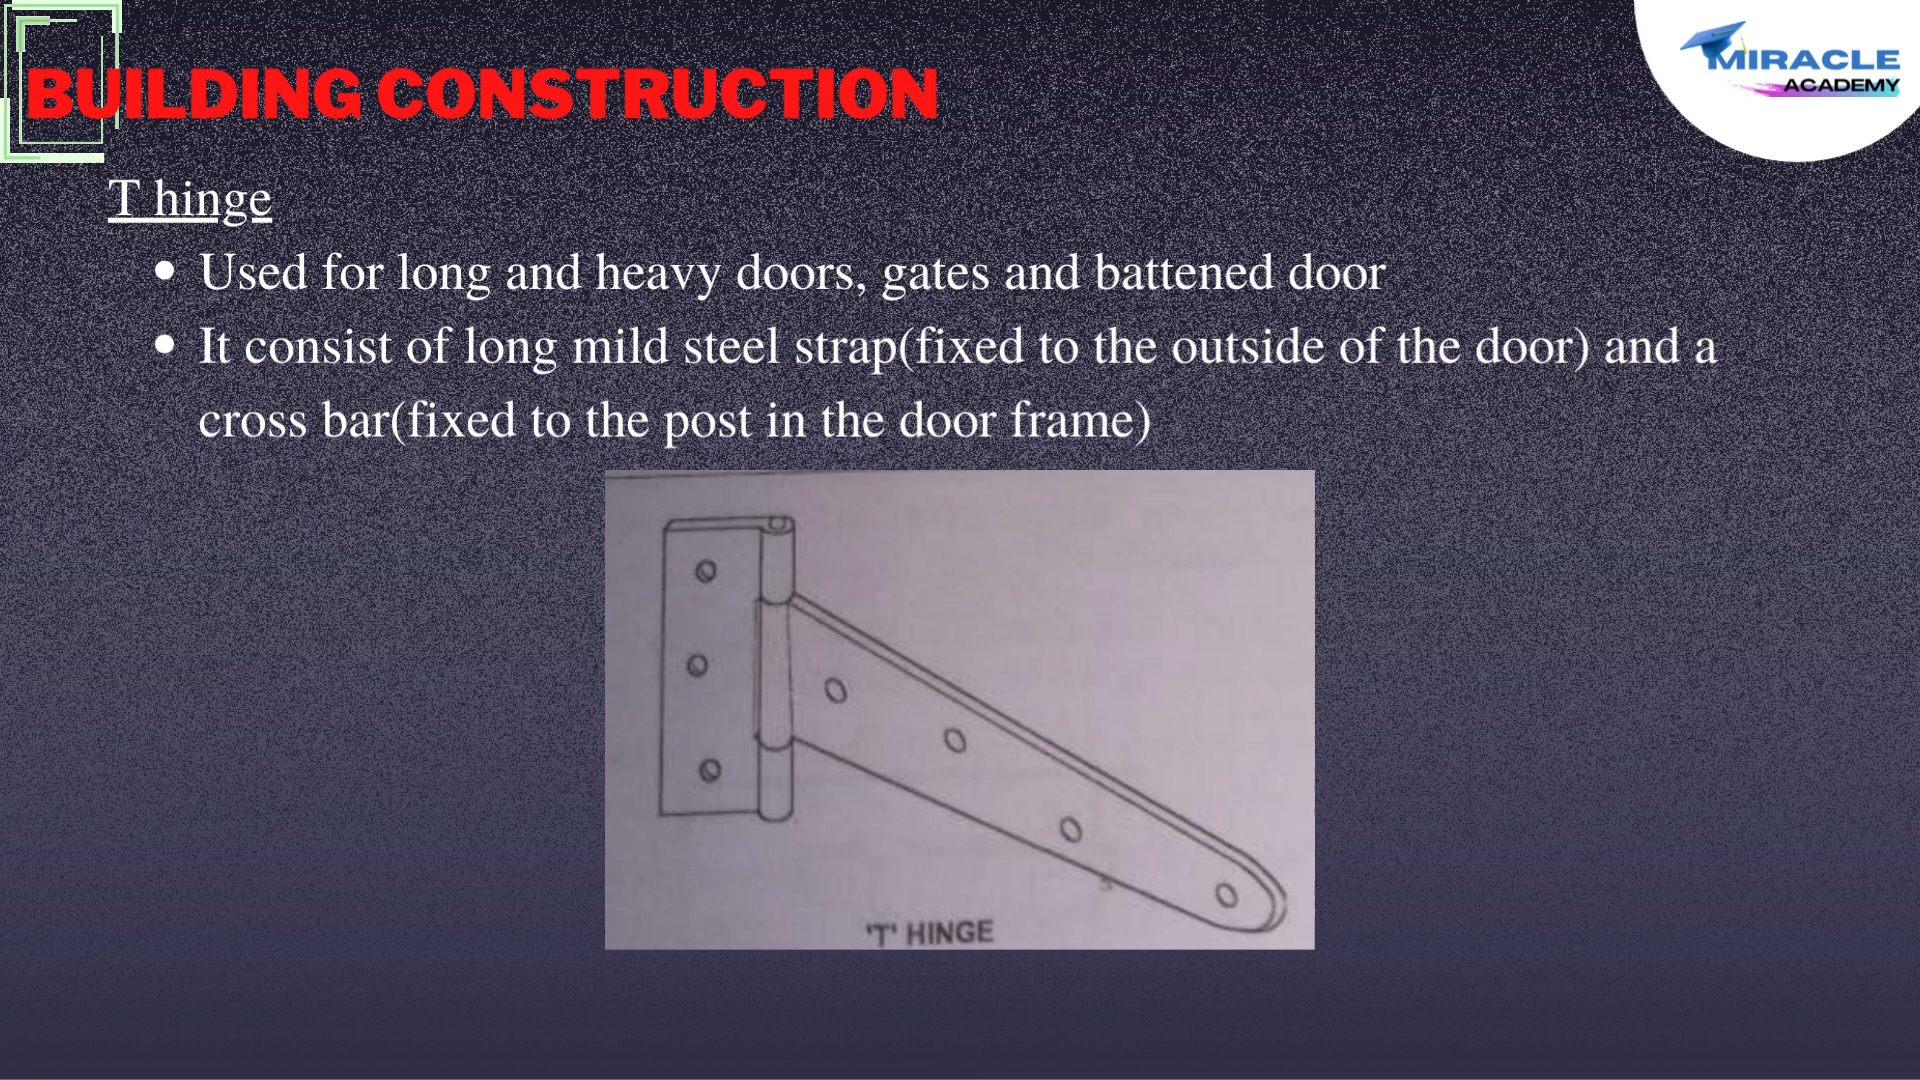 BUILDING CONSTRUCTION
MIRACLE
ACADEMY
T hinge
Used for long and heavy doors, gates and battened door
It consist of long mild steel strap(fixed to the outside of the door) and a
cross bar(fixed to the post in the door frame)
'T' HINGE